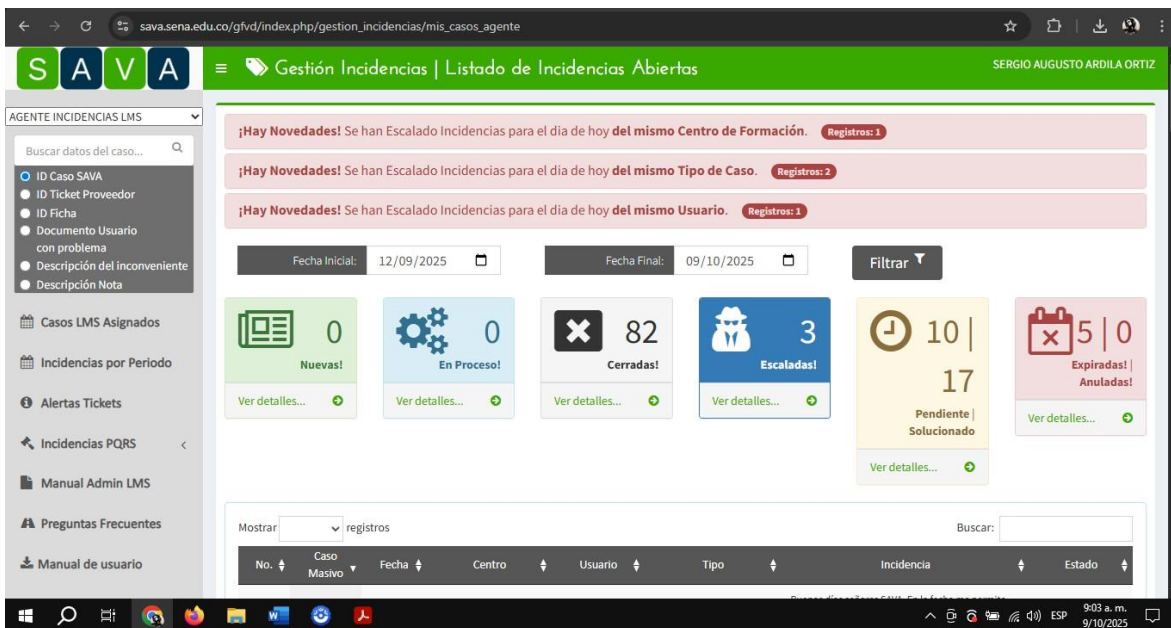 sava.sena.edu.co/gfvd/index.php/gestion_incidencias/mis_casos_agente
SAVA
Gestión Incidencias | Listado de Incidencias Abiertas
SERGIO AUGUSTO ARDILA ORTIZ
AGENTE INCIDENCIAS LMS
Buscar datos del caso...
ID Caso SAVA
ID Ticket Proveedor
ID Ficha
Documento Usuario
con problema
Descripción del inconveniente
Descripción Nota
Casos LMS Asignados
Incidencias por Periodo
Alertas Tickets
Incidencias PQRS
Manual Admin LMS
Preguntas Frecuentes
Manual de usuario
¡Hay Novedades! Se han Escalado Incidencias para el dia de hoy del mismo Centro de Formación. Registros: 1
¡Hay Novedades! Se han Escalado Incidencias para el dia de hoy del mismo Tipo de Caso. Registros: 2
¡Hay Novedades! Se han Escalado Incidencias para el dia de hoy del mismo Usuario. Registros: 1
Fecha Inicial: 12/09/2025 Fecha Final: 09/10/2025 Filtrar
0
Nuevas!
Ver detalles...
0
En Proceso!
Ver detalles...
82
Cerradas!
Ver detalles...
3
Escaladas!
Ver detalles...
10 |
17
Pendiente |
Solucionado
Ver detalles...
5 | 0
Expiradas! |
Anuladas!
Ver detalles...
Mostrar registros
Buscar:
No. Caso Masivo Fecha Centro Usuario Tipo Incidencia Estado
ESP
9:03 a. m.
9/10/2025